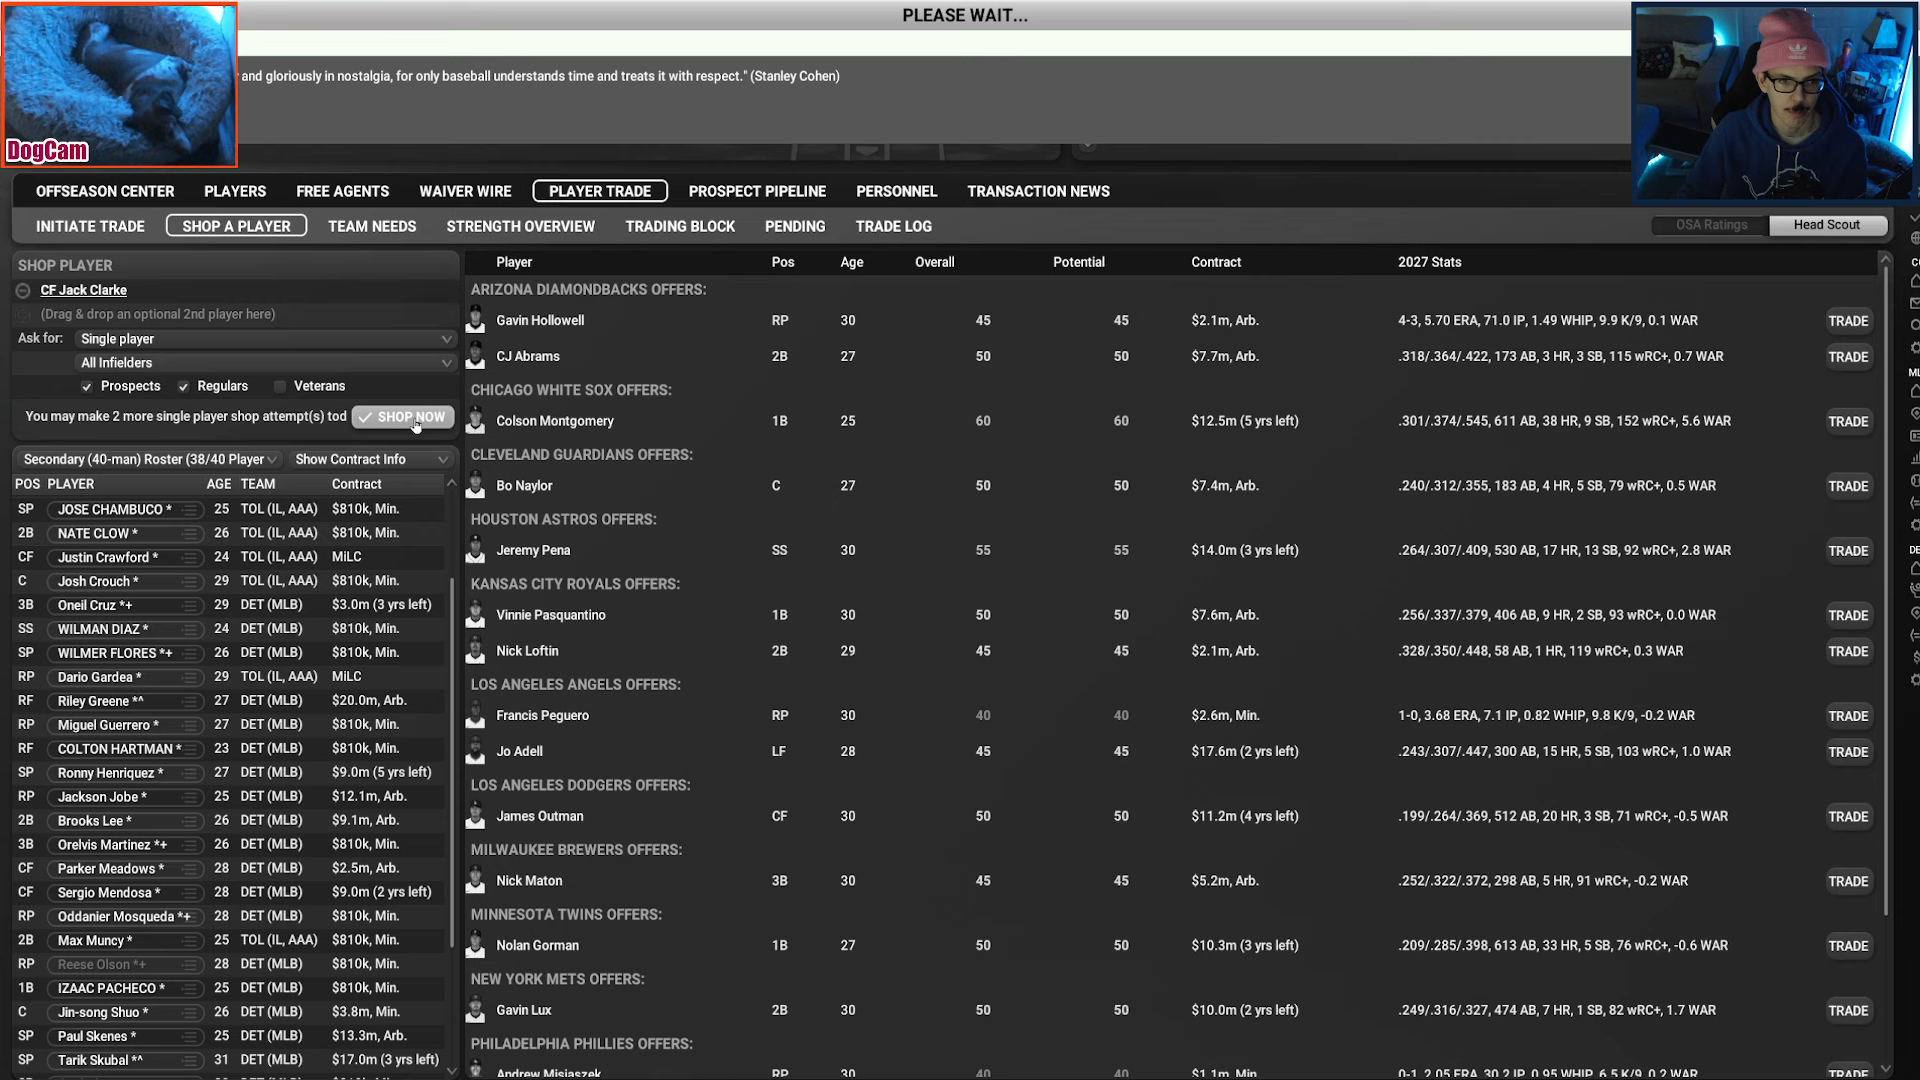 PLEASE WAIT...
and gloriously in nostalgia, for only baseball understands time and treats it with respect." (Stanley Cohen)
DogCam
OFFSEASON CENTER PLAYERS FREE AGENTS WAIVER WIRE PLAYER TRADE PROSPECT PIPELINE PERSONNEL TRANSACTION NEWS
INITIATE TRADE SHOP A PLAYER TEAM NEEDS STRENGTH OVERVIEW TRADING BLOCK PENDING TRADE LOG OSA Ratings Head Scout
SHOP PLAYER
CF Jack Clarke
(Drag & drop an optional 2nd player here)
Ask for: Single player
All Infielders
Prospects Regulars Veterans
You may make 2 more single player shop attempt(s) tod SHOP NOW
Secondary (40-man) Roster (38/40 Player Show Contract Info
POS PLAYER AGE TEAM Contract
SP JOSE CHAMBUCO * 25 TOL (IL, AAA) $810k, Min.
2B NATE CLOW * 26 TOL (IL, AAA) $810k, Min.
CF Justin Crawford * 24 TOL (IL, AAA) MiLC
C Josh Crouch * 29 TOL (IL, AAA) $810k, Min.
3B Oneil Cruz *+ 29 DET (MLB) $3.0m (3 yrs left)
SS WILMAN DIAZ * 24 DET (MLB) $810k, Min.
SP WILMER FLORES *+ 26 DET (MLB) $810k, Min.
RP Dario Gardea * 29 TOL (IL, AAA) MiLC
RF Riley Greene *^ 27 DET (MLB) $20.0m, Arb.
RP Miguel Guerrero * 27 DET (MLB) $810k, Min.
RF COLTON HARTMAN * 23 DET (MLB) $810k, Min.
SP Ronny Henriquez * 27 DET (MLB) $9.0m (5 yrs left)
RP Jackson Jobe * 25 DET (MLB) $12.1m, Arb.
2B Brooks Lee * 26 DET (MLB) $9.1m, Arb.
3B Orelvis Martinez *+ 26 DET (MLB) $810k, Min.
CF Parker Meadows * 28 DET (MLB) $2.5m, Arb.
CF Sergio Mendosa * 28 DET (MLB) $9.0m (2 yrs left)
RP Oddanier Mosqueda *+ 28 DET (MLB) $810k, Min.
2B Max Muncy * 25 TOL (IL, AAA) $810k, Min.
RP Reese Olson *+ 28 DET (MLB) $810k, Min.
1B IZAAC PACHECO * 25 DET (MLB) $810k, Min.
C Jin-song Shuo * 26 DET (MLB) $3.8m, Min.
SP Paul Skenes * 25 DET (MLB) $13.3m, Arb.
SP Tarik Skubal *^ 31 DET (MLB) $17.0m (3 yrs left)
Player Pos Age Overall Potential Contract 2027 Stats
ARIZONA DIAMONDBACKS OFFERS:
Gavin Hollowell RP 30 45 45 $2.1m, Arb. 4-3, 5.70 ERA, 71.0 IP, 1.49 WHIP, 9.9 K/9, 0.1 WAR TRADE
CJ Abrams 2B 27 50 50 $7.7m, Arb. .318/.364/.422, 173 AB, 3 HR, 3 SB, 115 wRC+, 0.7 WAR TRADE
CHICAGO WHITE SOX OFFERS:
Colson Montgomery 1B 25 60 60 $12.5m (5 yrs left) .301/.374/.545, 611 AB, 38 HR, 9 SB, 152 wRC+, 5.6 WAR TRADE
CLEVELAND GUARDIANS OFFERS:
Bo Naylor C 27 50 50 $7.4m, Arb. .240/.312/.355, 183 AB, 4 HR, 5 SB, 79 wRC+, 0.5 WAR TRADE
HOUSTON ASTROS OFFERS:
Jeremy Pena SS 30 55 55 $14.0m (3 yrs left) .264/.307/.409, 530 AB, 17 HR, 13 SB, 92 wRC+, 2.8 WAR TRADE
KANSAS CITY ROYALS OFFERS:
Vinnie Pasquantino 1B 30 50 50 $7.6m, Arb. .256/.337/.379, 406 AB, 9 HR, 2 SB, 93 wRC+, 0.0 WAR TRADE
Nick Loftin 2B 29 45 45 $2.1m, Arb. .328/.350/.448, 58 AB, 1 HR, 119 wRC+, 0.3 WAR TRADE
LOS ANGELES ANGELS OFFERS:
Francis Peguero RP 30 40 40 $2.6m, Min. 1-0, 3.68 ERA, 7.1 IP, 0.82 WHIP, 9.8 K/9, -0.2 WAR TRADE
Jo Adell LF 28 45 45 $17.6m (2 yrs left) .243/.307/.447, 300 AB, 15 HR, 5 SB, 103 wRC+, 1.0 WAR TRADE
LOS ANGELES DODGERS OFFERS:
James Outman CF 30 50 50 $11.2m (4 yrs left) .199/.264/.369, 512 AB, 20 HR, 3 SB, 71 wRC+, -0.5 WAR TRADE
MILWAUKEE BREWERS OFFERS:
Nick Maton 3B 30 45 45 $5.2m, Arb. .252/.322/.372, 298 AB, 5 HR, 91 wRC+, -0.2 WAR TRADE
MINNESOTA TWINS OFFERS:
Nolan Gorman 1B 27 50 50 $10.3m (3 yrs left) .209/.285/.398, 613 AB, 33 HR, 5 SB, 76 wRC+, -0.6 WAR TRADE
NEW YORK METS OFFERS:
Gavin Lux 2B 30 50 50 $10.0m (2 yrs left) .249/.316/.327, 474 AB, 7 HR, 1 SB, 82 wRC+, 1.7 WAR TRADE
PHILADELPHIA PHILLIES OFFERS:
Andrew Misiaszek RP 30 40 40 $1.1m, Min. 0-1, 2.05 ERA, 30.2 IP, 0.95 WHIP, 6.5 K/9, 0.2 WAR TRADE